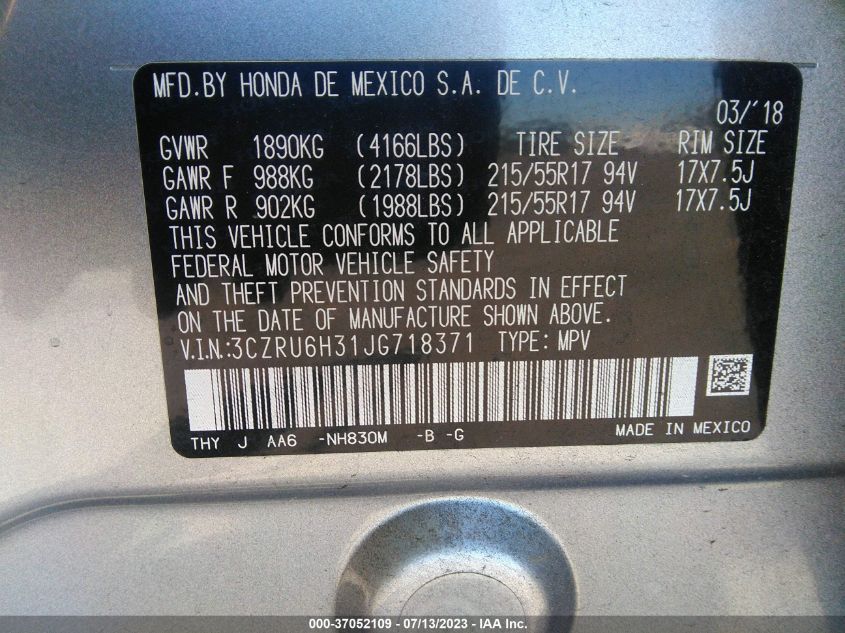 MFD.BY HONDA DE MEXICO S.A. DE C.V.
03/'18
GVWR 1890KG (4166LBS) TIRE SIZE RIM SIZE
GAWR F 988KG (2178LBS) 215/55R17 94V 17X7.5J
GAWR R 902KG (1988LBS) 215/55R17 94V 17X7.5J
THIS VEHICLE CONFORMS TO ALL APPLICABLE
FEDERAL MOTOR VEHICLE SAFETY
AND THEFT PREVENTION STANDARDS IN EFFECT
ON THE DATE OF MANUFACTURE SHOWN ABOVE.
V.I.N.:3CZRU6H31JG718371 TYPE: MPV
THY J AA6 -NH830M -B -G MADE IN MEXICO
000-37052109 - 07/13/2023 - IAA Inc.